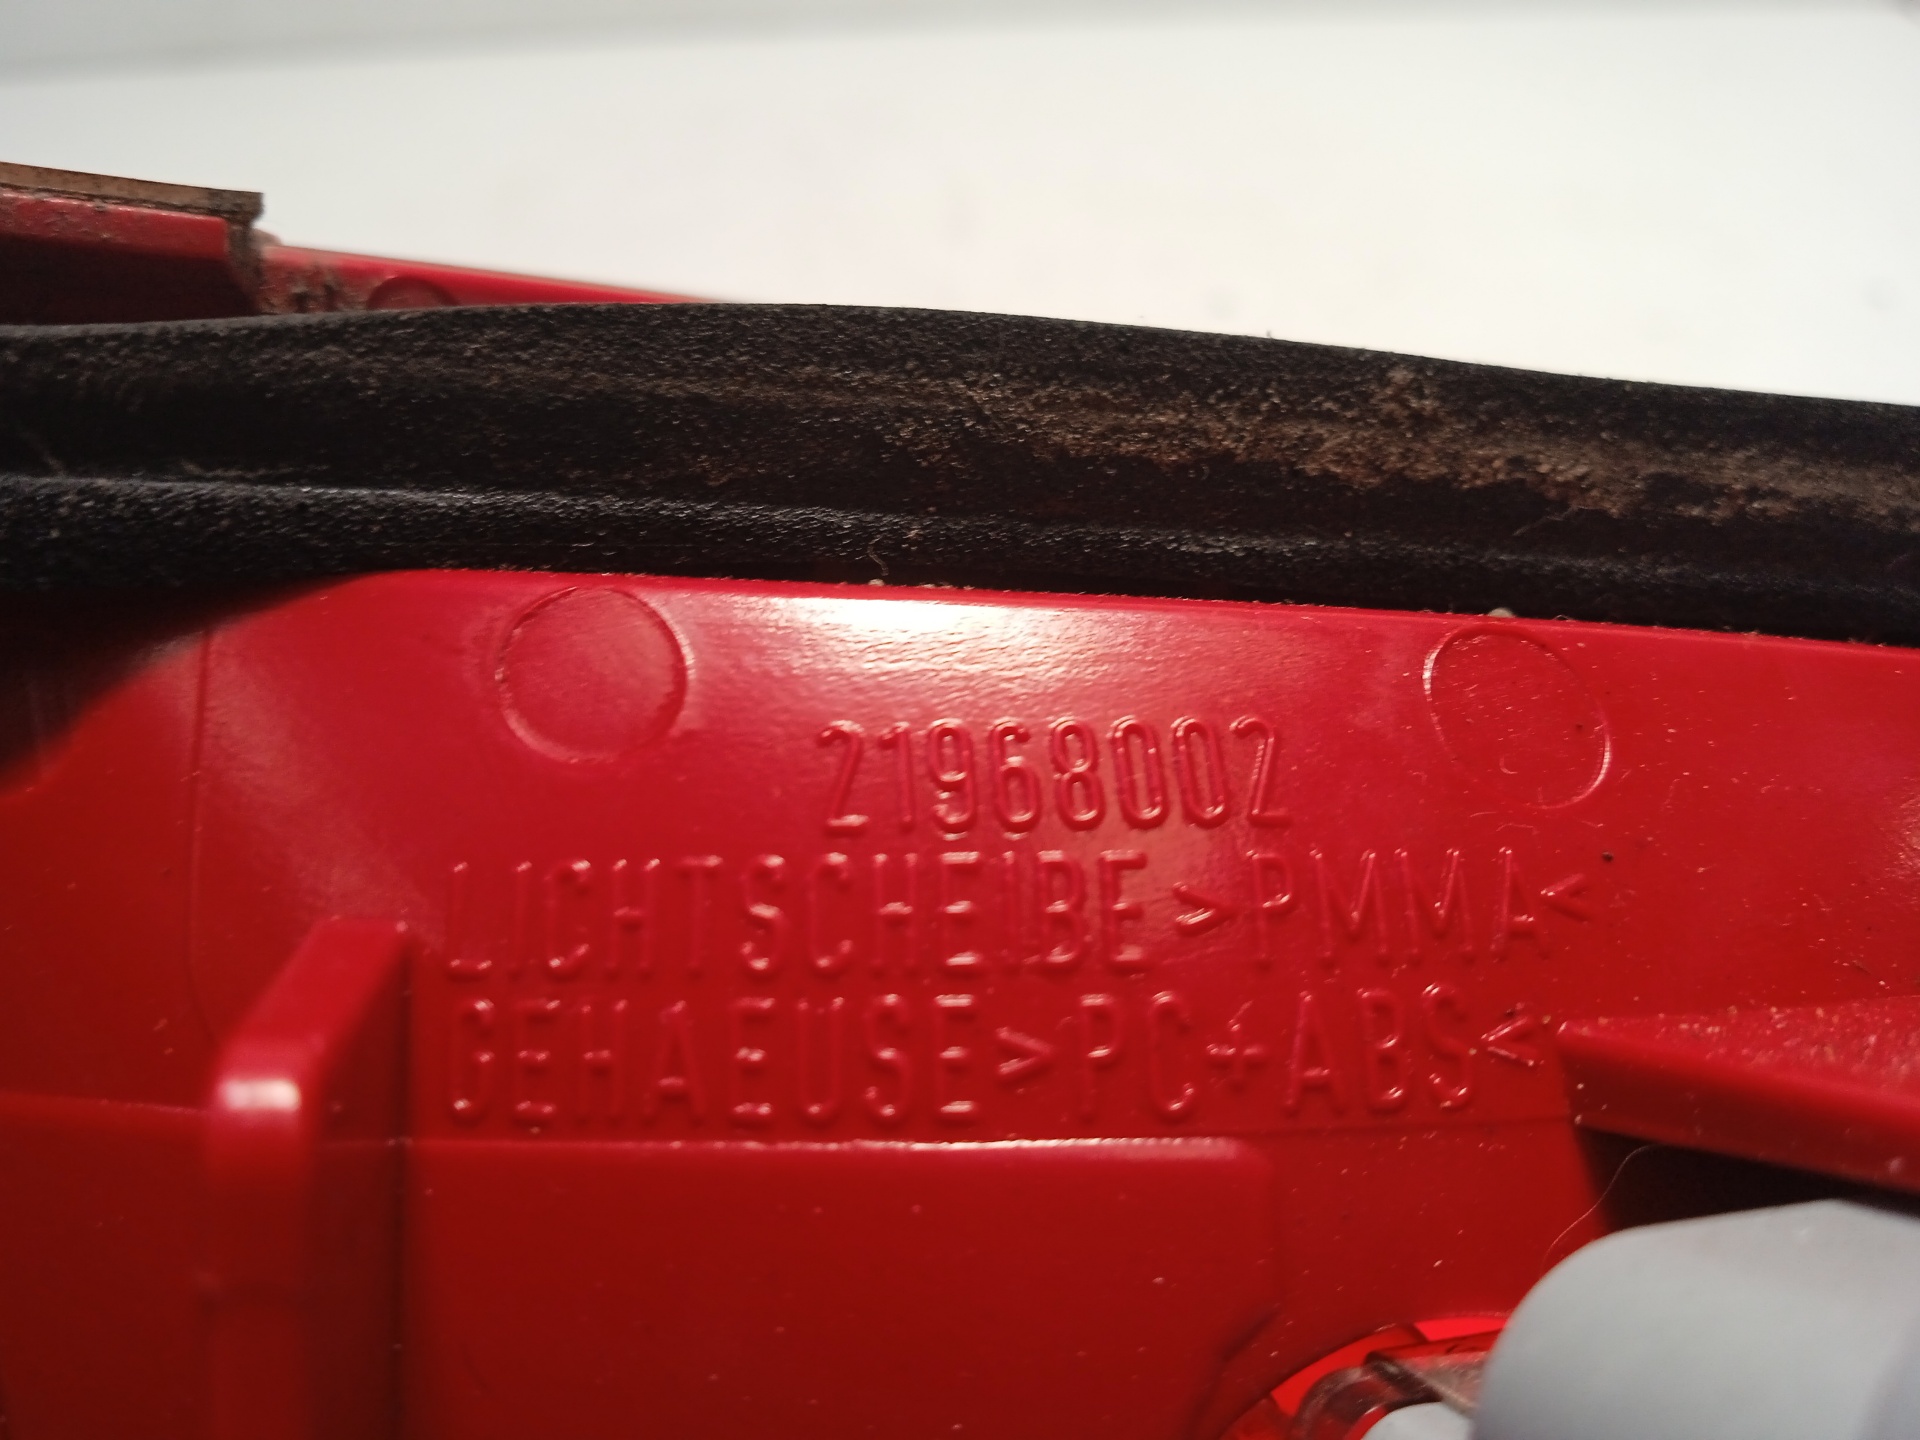 21968002
LICHTSCHEIBE >PMMA<
GEHAEUSE>PC+ABS<